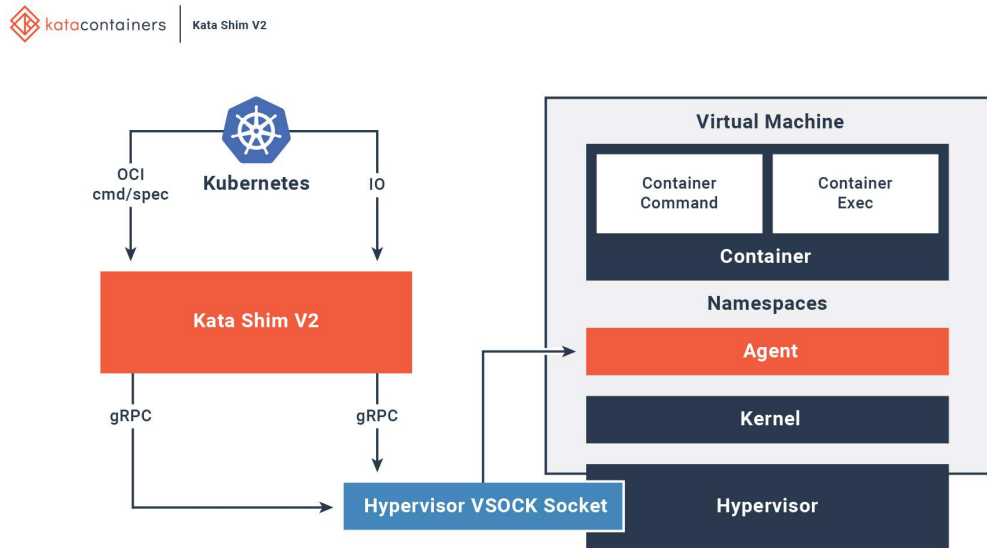 katacontainers
Kata Shim V2
Virtual Machine
Container
Command
Container
Exec
Container
Namespaces
Agent
Kernel
Hypervisor
OCI
cmd/spec
Kubernetes
IO
Kata Shim V2
gRPC
gRPC
Hypervisor VSOCK Socket